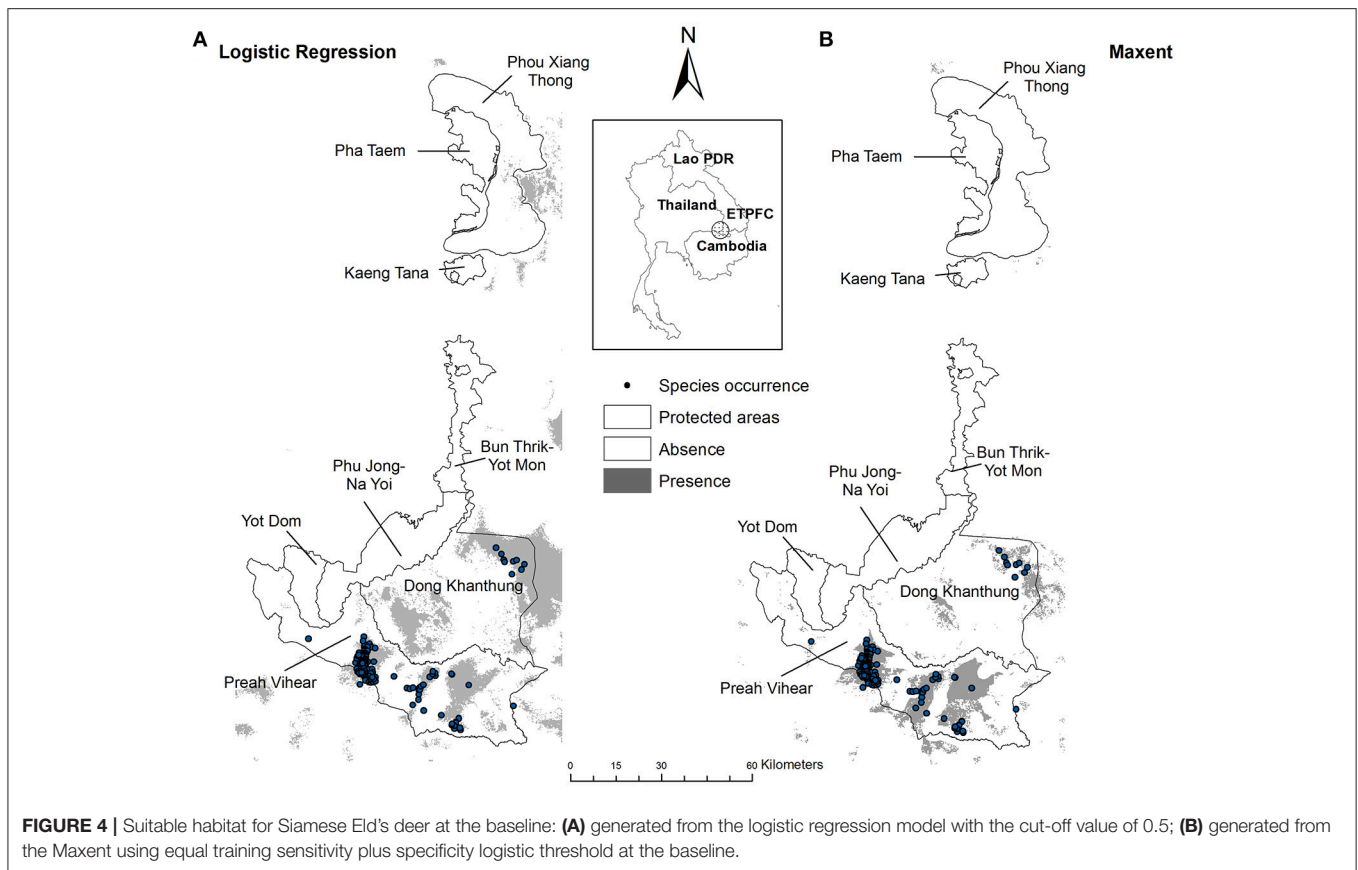 A
Logistic Regression
Phou Xiang
Thong
Pha Taem
Kaeng Tana
Bun Thrik-
Yot Mon
Phu Jong-
Na Yoi
Yot Dom
Dong Khanthung
Preah Vihear
N
Lao PDR
Thailand
ETPFC
Cambodia
Species occurrence
Protected areas
Absence
Presence
0 15 30 60 Kilometers
B
Maxent
Phou Xiang
Thong
Pha Taem
Kaeng Tana
Bun Thrik-
Yot Mon
Phu Jong-
Na Yoi
Yot Dom
Dong Khanthung
Preah Vihear
FIGURE 4 | Suitable habitat for Siamese Eld's deer at the baseline: (A) generated from the logistic regression model with the cut-off value of 0.5; (B) generated from
the Maxent using equal training sensitivity plus specificity logistic threshold at the baseline.